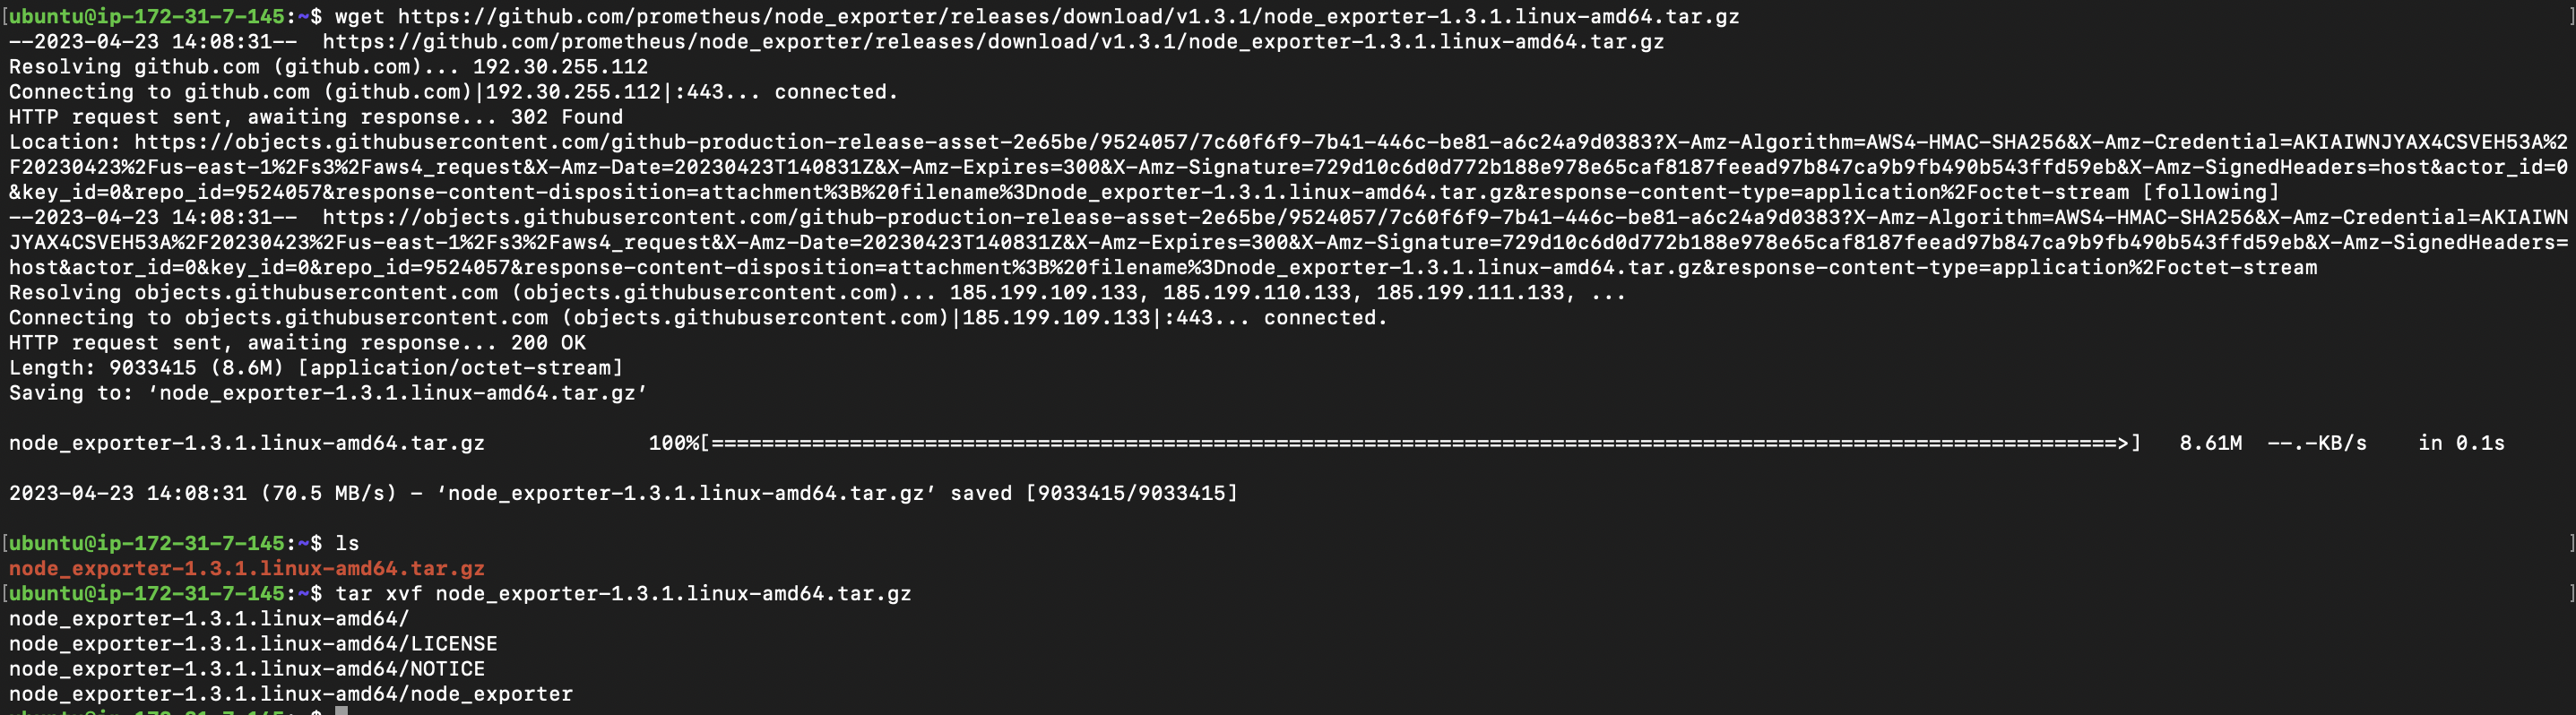 [ubuntu@ip-172-31-7-145:~$ wget https://github.com/prometheus/node_exporter/releases/download/v1.3.1/node_exporter-1.3.1.linux-amd64.tar.gz ]
--2023-04-23 14:08:31--  https://github.com/prometheus/node_exporter/releases/download/v1.3.1/node_exporter-1.3.1.linux-amd64.tar.gz
Resolving github.com (github.com)... 192.30.255.112
Connecting to github.com (github.com)|192.30.255.112|:443... connected.
HTTP request sent, awaiting response... 302 Found
Location: https://objects.githubusercontent.com/github-production-release-asset-2e65be/9524057/7c60f6f9-7b41-446c-be81-a6c24a9d0383?X-Amz-Algorithm=AWS4-HMAC-SHA256&X-Amz-Credential=AKIAIWNJYAX4CSVEH53A%2
F20230423%2Fus-east-1%2Fs3%2Faws4_request&X-Amz-Date=20230423T140831Z&X-Amz-Expires=300&X-Amz-Signature=729d10c6d0d772b188e978e65caf8187feead97b847ca9b9fb490b543ffd59eb&X-Amz-SignedHeaders=host&actor_id=0
&key_id=0&repo_id=9524057&response-content-disposition=attachment%3B%20filename%3Dnode_exporter-1.3.1.linux-amd64.tar.gz&response-content-type=application%2Foctet-stream [following]
--2023-04-23 14:08:31--  https://objects.githubusercontent.com/github-production-release-asset-2e65be/9524057/7c60f6f9-7b41-446c-be81-a6c24a9d0383?X-Amz-Algorithm=AWS4-HMAC-SHA256&X-Amz-Credential=AKIAIWN
JYAX4CSVEH53A%2F20230423%2Fus-east-1%2Fs3%2Faws4_request&X-Amz-Date=20230423T140831Z&X-Amz-Expires=300&X-Amz-Signature=729d10c6d0d772b188e978e65caf8187feead97b847ca9b9fb490b543ffd59eb&X-Amz-SignedHeaders=
host&actor_id=0&key_id=0&repo_id=9524057&response-content-disposition=attachment%3B%20filename%3Dnode_exporter-1.3.1.linux-amd64.tar.gz&response-content-type=application%2Foctet-stream
Resolving objects.githubusercontent.com (objects.githubusercontent.com)... 185.199.109.133, 185.199.110.133, 185.199.111.133, ...
Connecting to objects.githubusercontent.com (objects.githubusercontent.com)|185.199.109.133|:443... connected.
HTTP request sent, awaiting response... 200 OK
Length: 9033415 (8.6M) [application/octet-stream]
Saving to: ‘node_exporter-1.3.1.linux-amd64.tar.gz’
node_exporter-1.3.1.linux-amd64.tar.gz             100%[================================================================================================================>]   8.61M  --.-KB/s    in 0.1s
2023-04-23 14:08:31 (70.5 MB/s) - ‘node_exporter-1.3.1.linux-amd64.tar.gz’ saved [9033415/9033415]
[ubuntu@ip-172-31-7-145:~$ ls ]
node_exporter-1.3.1.linux-amd64.tar.gz
[ubuntu@ip-172-31-7-145:~$ tar xvf node_exporter-1.3.1.linux-amd64.tar.gz ]
node_exporter-1.3.1.linux-amd64/
node_exporter-1.3.1.linux-amd64/LICENSE
node_exporter-1.3.1.linux-amd64/NOTICE
node_exporter-1.3.1.linux-amd64/node_exporter
ubuntu@ip-172-31-7-145:~$